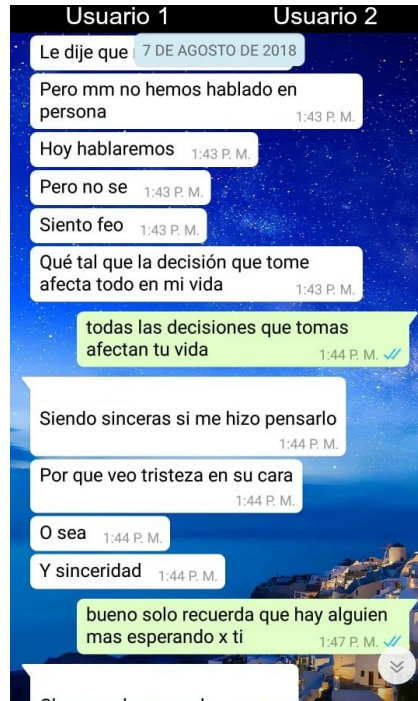 Usuario 1 Usuario 2
Le dije que
7 DE AGOSTO DE 2018
Pero mm no hemos hablado en
persona
1:43 P. M.
Hoy hablaremos 1:43 P. M.
Pero no se 1:43 P. M.
Siento feo 1:43 P. M.
Qué tal que la decisión que tome
afecta todo en mi vida
1:43 P. M.
todas las decisiones que tomas
afectan tu vida
1:44 P. M.
Siendo sinceras si me hizo pensarlo
1:44 P. M.
Por que veo tristeza en su cara
1:44 P. M.
O sea 1:44 P. M.
Y sinceridad 1:44 P. M.
bueno solo recuerda que hay alguien
mas esperando x ti
1:47 P. M.